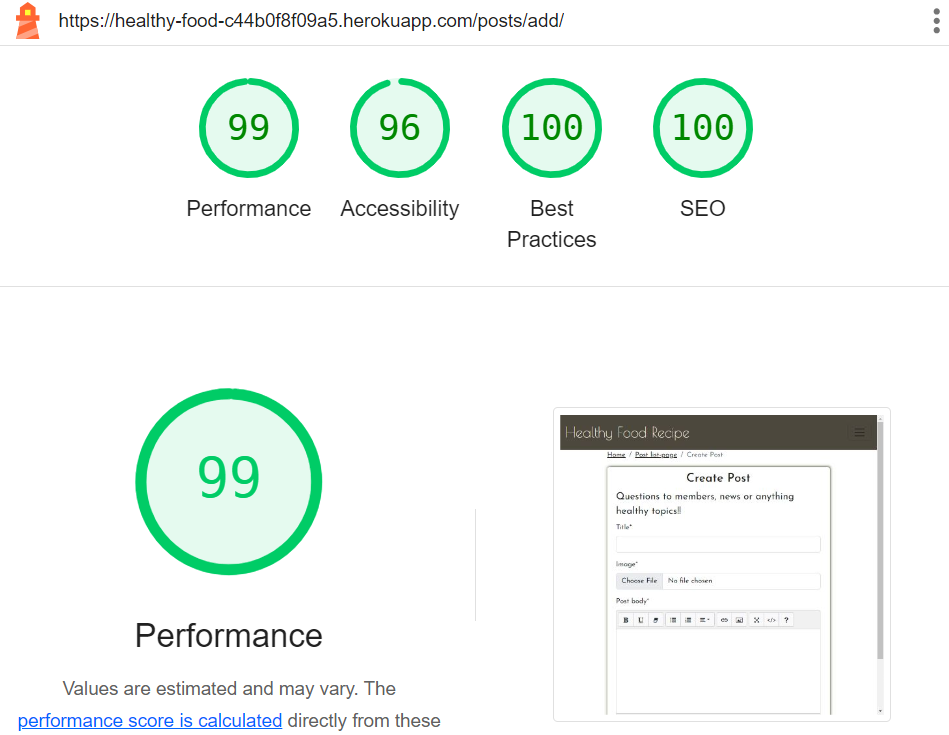 https://healthy-food-c44b0f8f09a5.herokuapp.com/posts/add/
99
96
100
100
Performance
Accessibility
Best
Practices
SEO
99
Performance
Values are estimated and may vary. The
performance score is calculated directly from these
Healthy Food Recipe
Home / Post list-page / Create Post
Create Post
Questions to members, news or anything
healthy topics!!
Title*
Image*
Choose File No file chosen
Post body*
B U </> ?